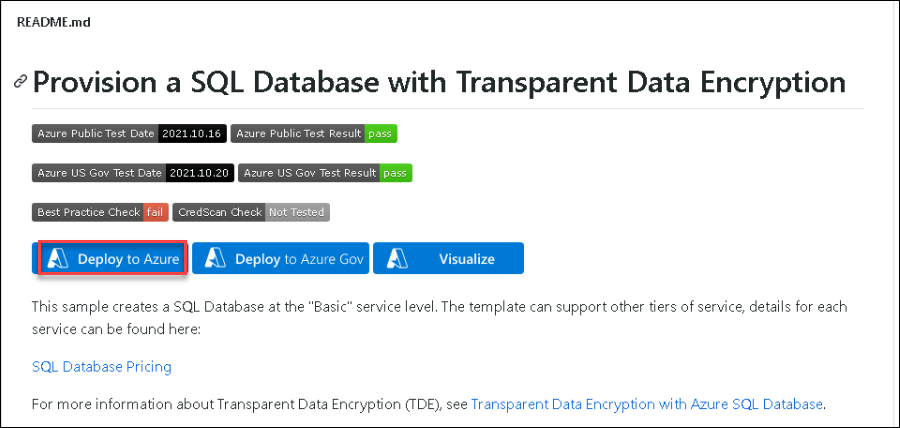 README.md
Provision a SQL Database with Transparent Data Encryption
Azure Public Test Date 2021.10.16 Azure Public Test Result pass
Azure US Gov Test Date 2021.10.20 Azure US Gov Test Result pass
Best Practice Check fail CredScan Check Not Tested
Deploy to Azure Deploy to Azure Gov Visualize
This sample creates a SQL Database at the "Basic" service level. The template can support other tiers of service, details for each
service can be found here:
SQL Database Pricing
For more information about Transparent Data Encryption (TDE), see Transparent Data Encryption with Azure SQL Database.